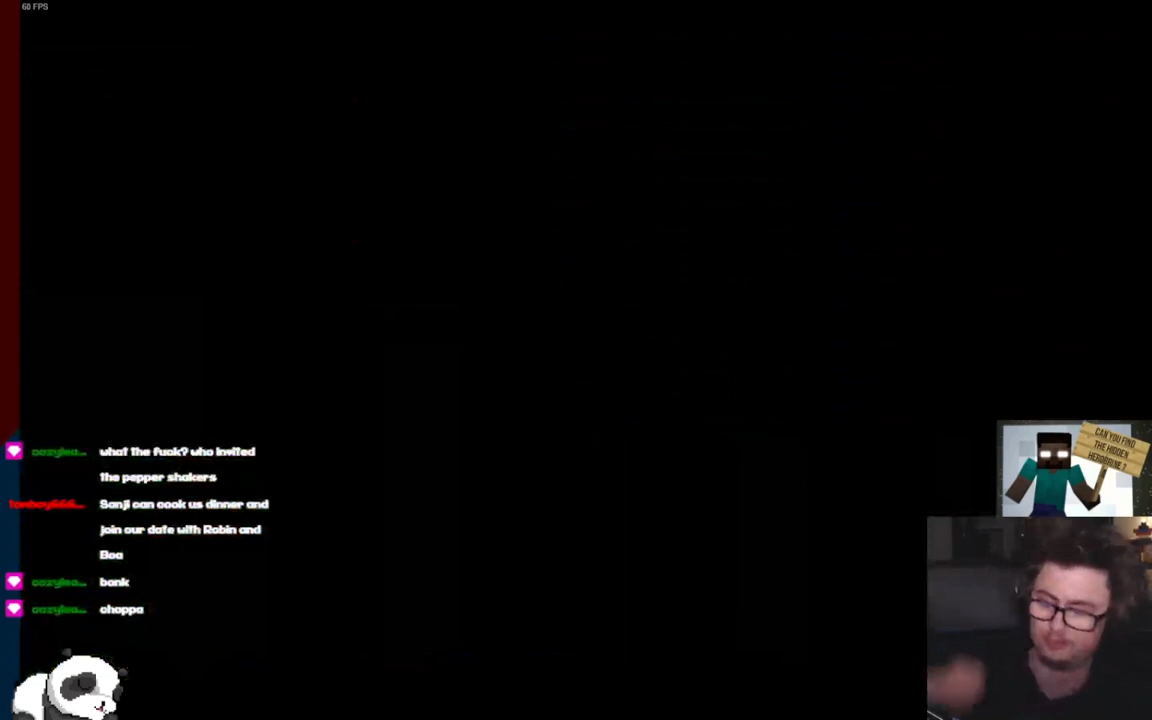 60 FPS
what the fuck? who invited
the pepper shakers
Sanji can cook us dinner and
join our date with Robin and
Boa
bonk
choppa
CAN YOU FIND
THE HIDDEN
HEROBRINE ?